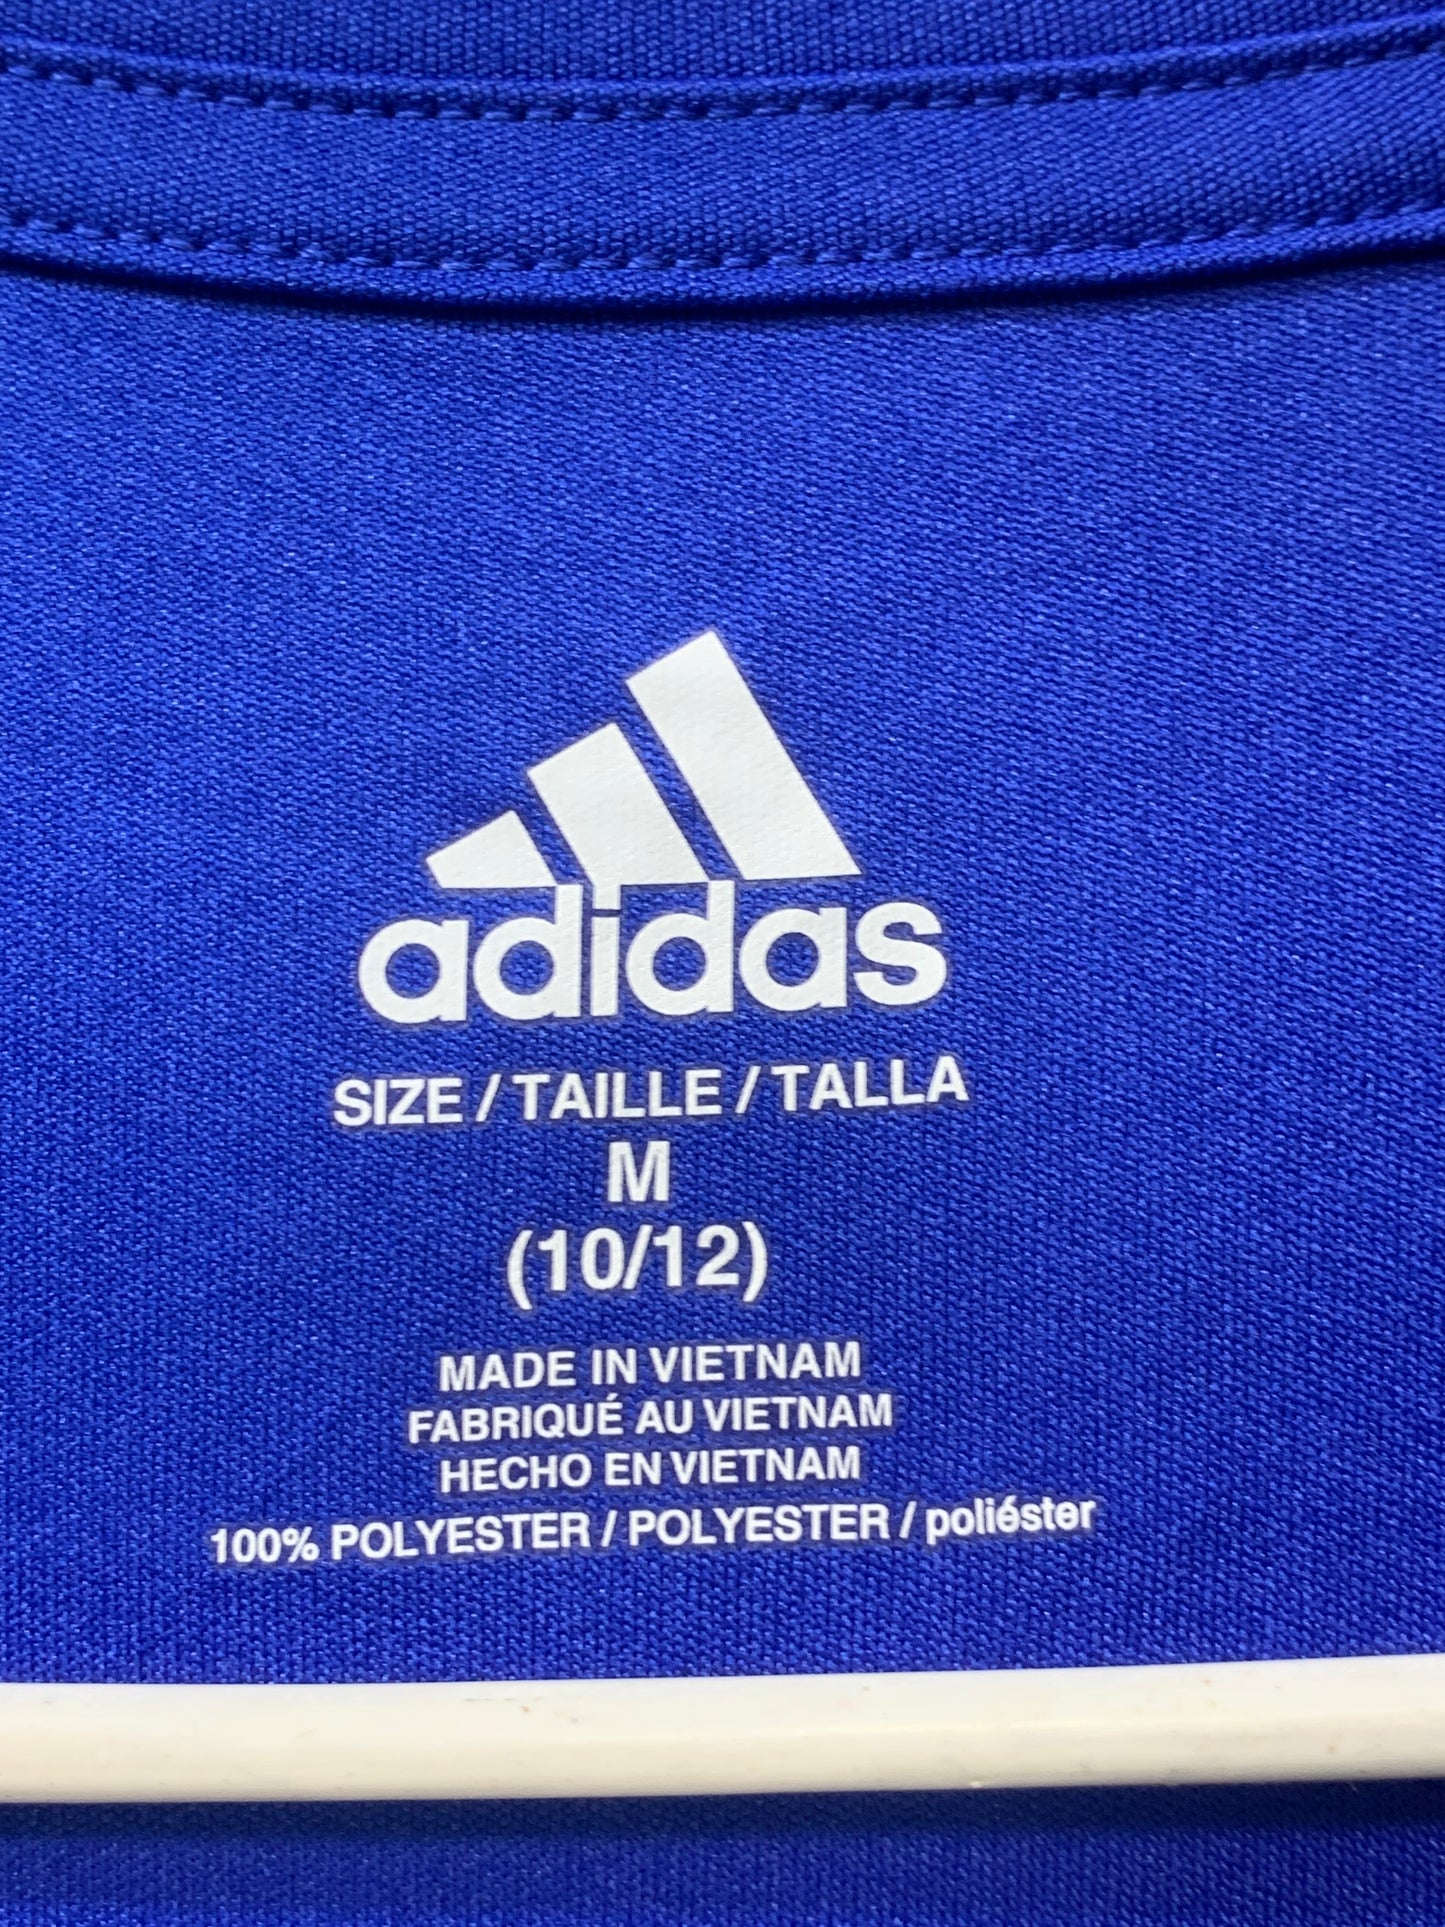 adidas
SIZE / TAILLE / TALLA
M
(10/12)
MADE IN VIETNAM
FABRIQUÉ AU VIETNAM
HECHO EN VIETNAM
100% POLYESTER / POLYESTER / poliéster